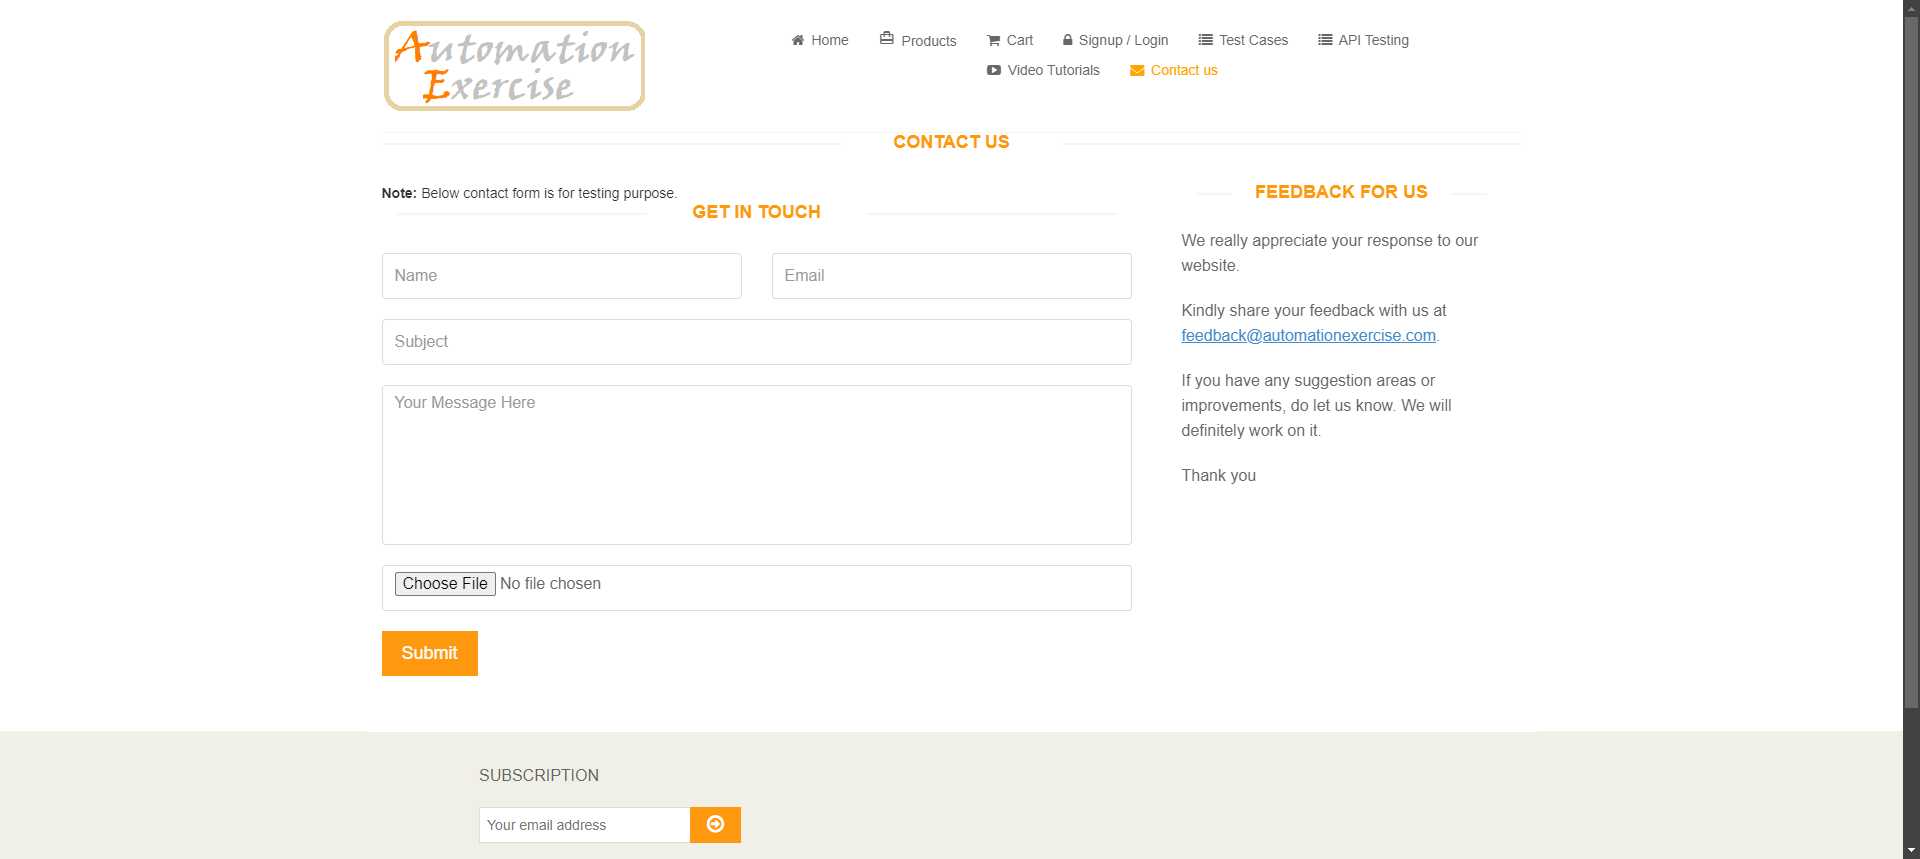 Automation
Exercise
Home
Products
Cart
Signup / Login
Test Cases
API Testing
Video Tutorials
Contact us
CONTACT US
Note: Below contact form is for testing purpose.
GET IN TOUCH
Name
Email
Subject
Your Message Here
Choose File No file chosen
Submit
FEEDBACK FOR US
We really appreciate your response to our
website.
Kindly share your feedback with us at
feedback@automationexercise.com.
If you have any suggestion areas or
improvements, do let us know. We will
definitely work on it.
Thank you
SUBSCRIPTION
Your email address